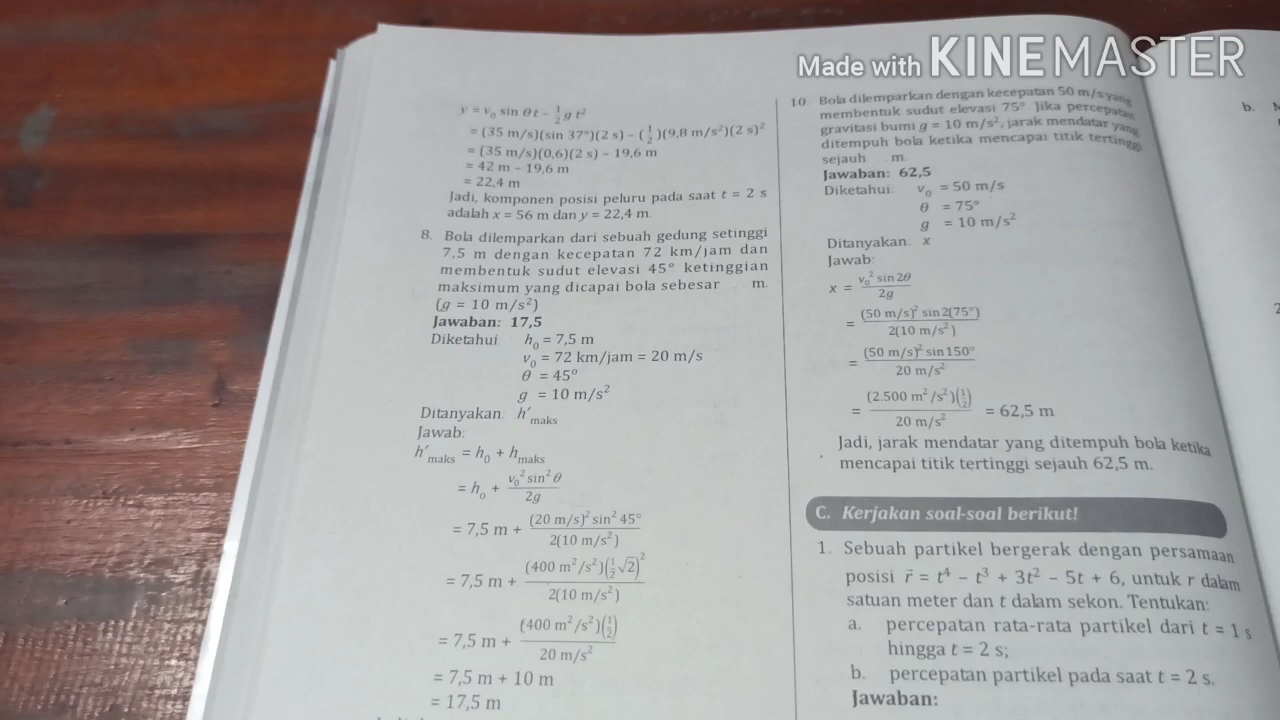 Made with KINEMASTER
y = v₀ sin θ t − ½ g t²
= (35 m/s)(sin 37°)(2 s) − (½)(9,8 m/s²)(2 s)²
= (35 m/s)(0,6)(2 s) − 19,6 m
= 42 m − 19,6 m
= 22,4 m
Jadi, komponen posisi peluru pada saat t = 2 s
adalah x = 56 m dan y = 22,4 m.
8. Bola dilemparkan dari sebuah gedung setinggi
7,5 m dengan kecepatan 72 km/jam dan
membentuk sudut elevasi 45° ketinggian
maksimum yang dicapai bola sebesar m.
(g = 10 m/s²)
Jawaban: 17,5
Diketahui h₀ = 7,5 m
v₀ = 72 km/jam = 20 m/s
θ = 45°
g = 10 m/s²
Ditanyakan: h′maks
Jawab:
h′maks = h₀ + hmaks
= h₀ + v₀² sin² θ / 2g
= 7,5 m + (20 m/s)² sin² 45° / 2(10 m/s²)
= 7,5 m + (400 m²/s²)(½√2)² / 2(10 m/s²)
= 7,5 m + (400 m²/s²)(½) / 20 m/s²
= 7,5 m + 10 m
= 17,5 m
10. Bola dilemparkan dengan kecepatan 50 m/s yang
membentuk sudut elevasi 75° Jika percepatan
gravitasi bumi g = 10 m/s², jarak mendatar yang
ditempuh bola ketika mencapai titik tertinggi
sejauh m.
Jawaban: 62,5
Diketahui: v₀ = 50 m/s
θ = 75°
g = 10 m/s²
Ditanyakan: x
Jawab:
x = v₀² sin 2θ / 2g
= (50 m/s)² sin 2(75°) / 2(10 m/s²)
= (50 m/s)² sin 150° / 20 m/s²
= (2.500 m²/s²)(½) / 20 m/s² = 62,5 m
Jadi, jarak mendatar yang ditempuh bola ketika
mencapai titik tertinggi sejauh 62,5 m.
C. Kerjakan soal-soal berikut!
1. Sebuah partikel bergerak dengan persamaan
posisi r⃗ = t⁴ − t³ + 3t² − 5t + 6, untuk r dalam
satuan meter dan t dalam sekon. Tentukan:
a. percepatan rata-rata partikel dari t = 1 s
hingga t = 2 s;
b. percepatan partikel pada saat t = 2 s.
Jawaban:
b.